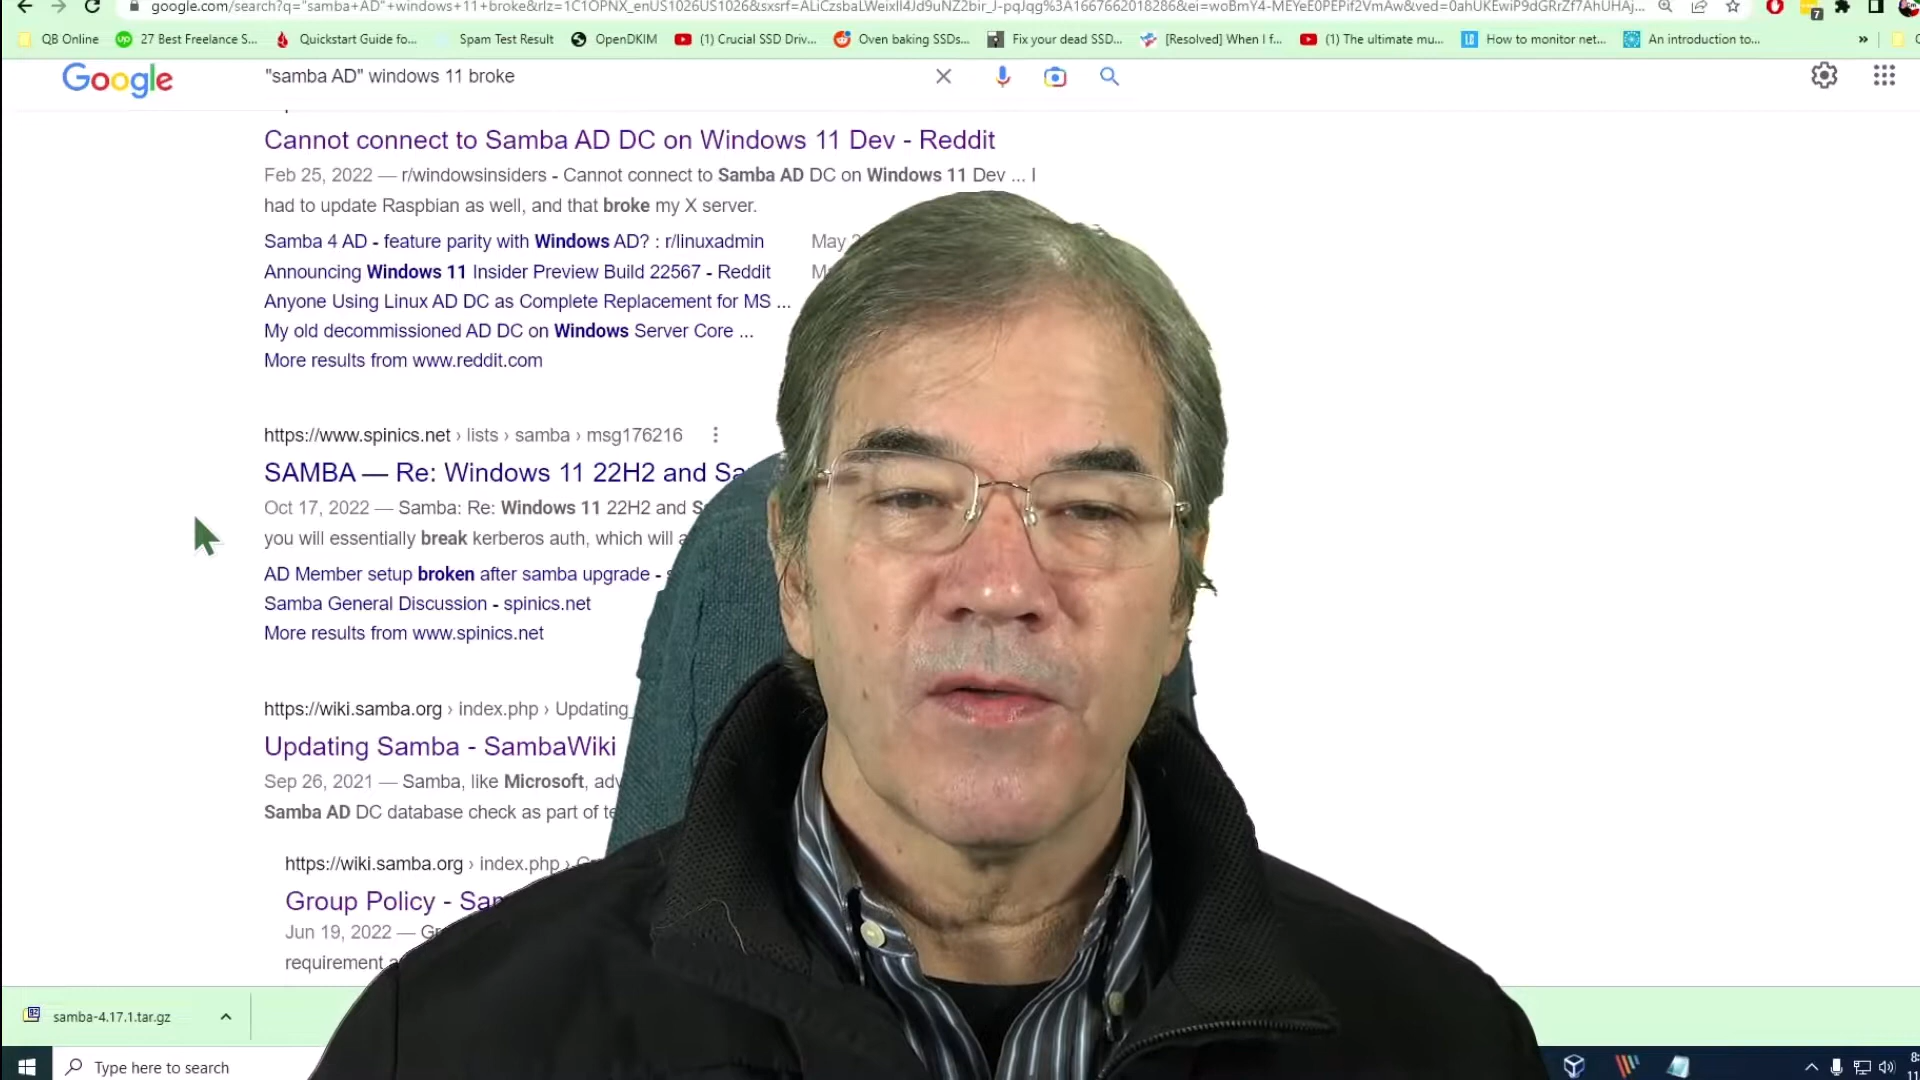 google.com/search?q="samba+AD"+windows+11+broke&rlz=1C1OPNX_enUS1026US1026&sxsrf=
QB Online
27 Best Freelance S...
Quickstart Guide fo...
Spam Test Result
OpenDKIM
(1) Crucial SSD Driv...
Oven baking SSDs...
Fix your dead SSD...
[Resolved] When I f...
(1) The ultimate mu...
How to monitor net...
An introduction to...
»
7
Google
"samba AD" windows 11 broke
Cannot connect to Samba AD DC on Windows 11 Dev - Reddit
Feb 25, 2022 — r/windowsinsiders - Cannot connect to Samba AD DC on Windows 11 Dev ... I
had to update Raspbian as well, and that broke my X server.
Samba 4 AD - feature parity with Windows AD? : r/linuxadmin May
Announcing Windows 11 Insider Preview Build 22567 - Reddit
Anyone Using Linux AD DC as Complete Replacement for MS ...
My old decommissioned AD DC on Windows Server Core ...
More results from www.reddit.com
https://www.spinics.net › lists › samba › msg176216
SAMBA — Re: Windows 11 22H2 and Sa
Oct 17, 2022 — Samba: Re: Windows 11 22H2 and S
you will essentially break kerberos auth, which will a
AD Member setup broken after samba upgrade - s
Samba General Discussion - spinics.net
More results from www.spinics.net
https://wiki.samba.org › index.php › Updating_
Updating Samba - SambaWiki
Sep 26, 2021 — Samba, like Microsoft, adv
Samba AD DC database check as part of te
https://wiki.samba.org › index.php ›
Group Policy - Sam
Jun 19, 2022 — Gr
requirement a
samba-4.17.1.tar.gz
Type here to search